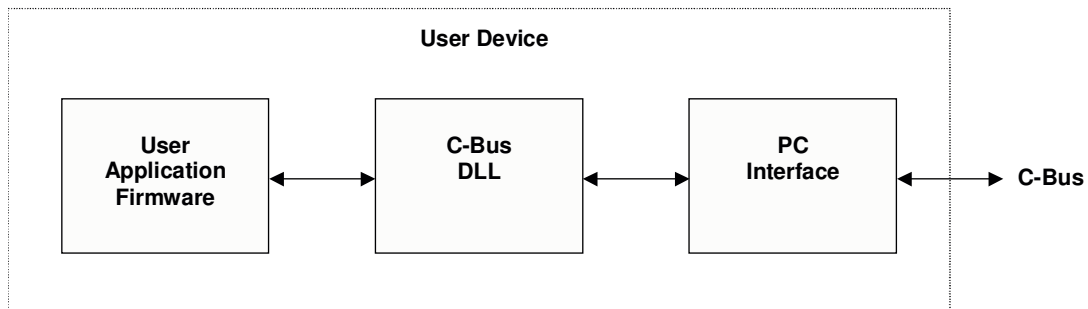 User Device
User
Application
Firmware
C-Bus
DLL
PC
Interface
C-Bus